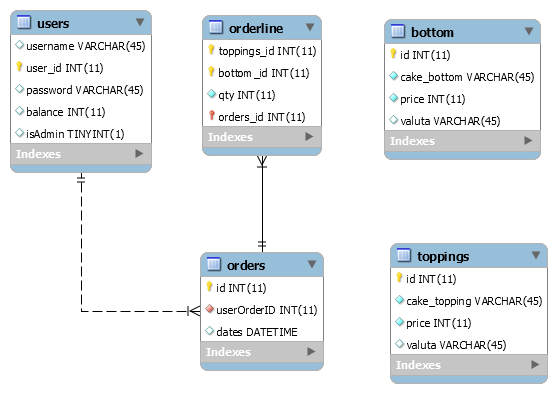 users
username VARCHAR(45)
user_id INT(11)
password VARCHAR(45)
balance INT(11)
isAdmin TINYINT(1)
Indexes
orderline
toppings_id INT(11)
bottom_id INT(11)
qty INT(11)
orders_id INT(11)
Indexes
bottom
id INT(11)
cake_bottom VARCHAR(45)
price INT(11)
valuta VARCHAR(45)
Indexes
orders
id INT(11)
userOrderID INT(11)
dates DATETIME
Indexes
toppings
id INT(11)
cake_topping VARCHAR(45)
price INT(11)
valuta VARCHAR(45)
Indexes